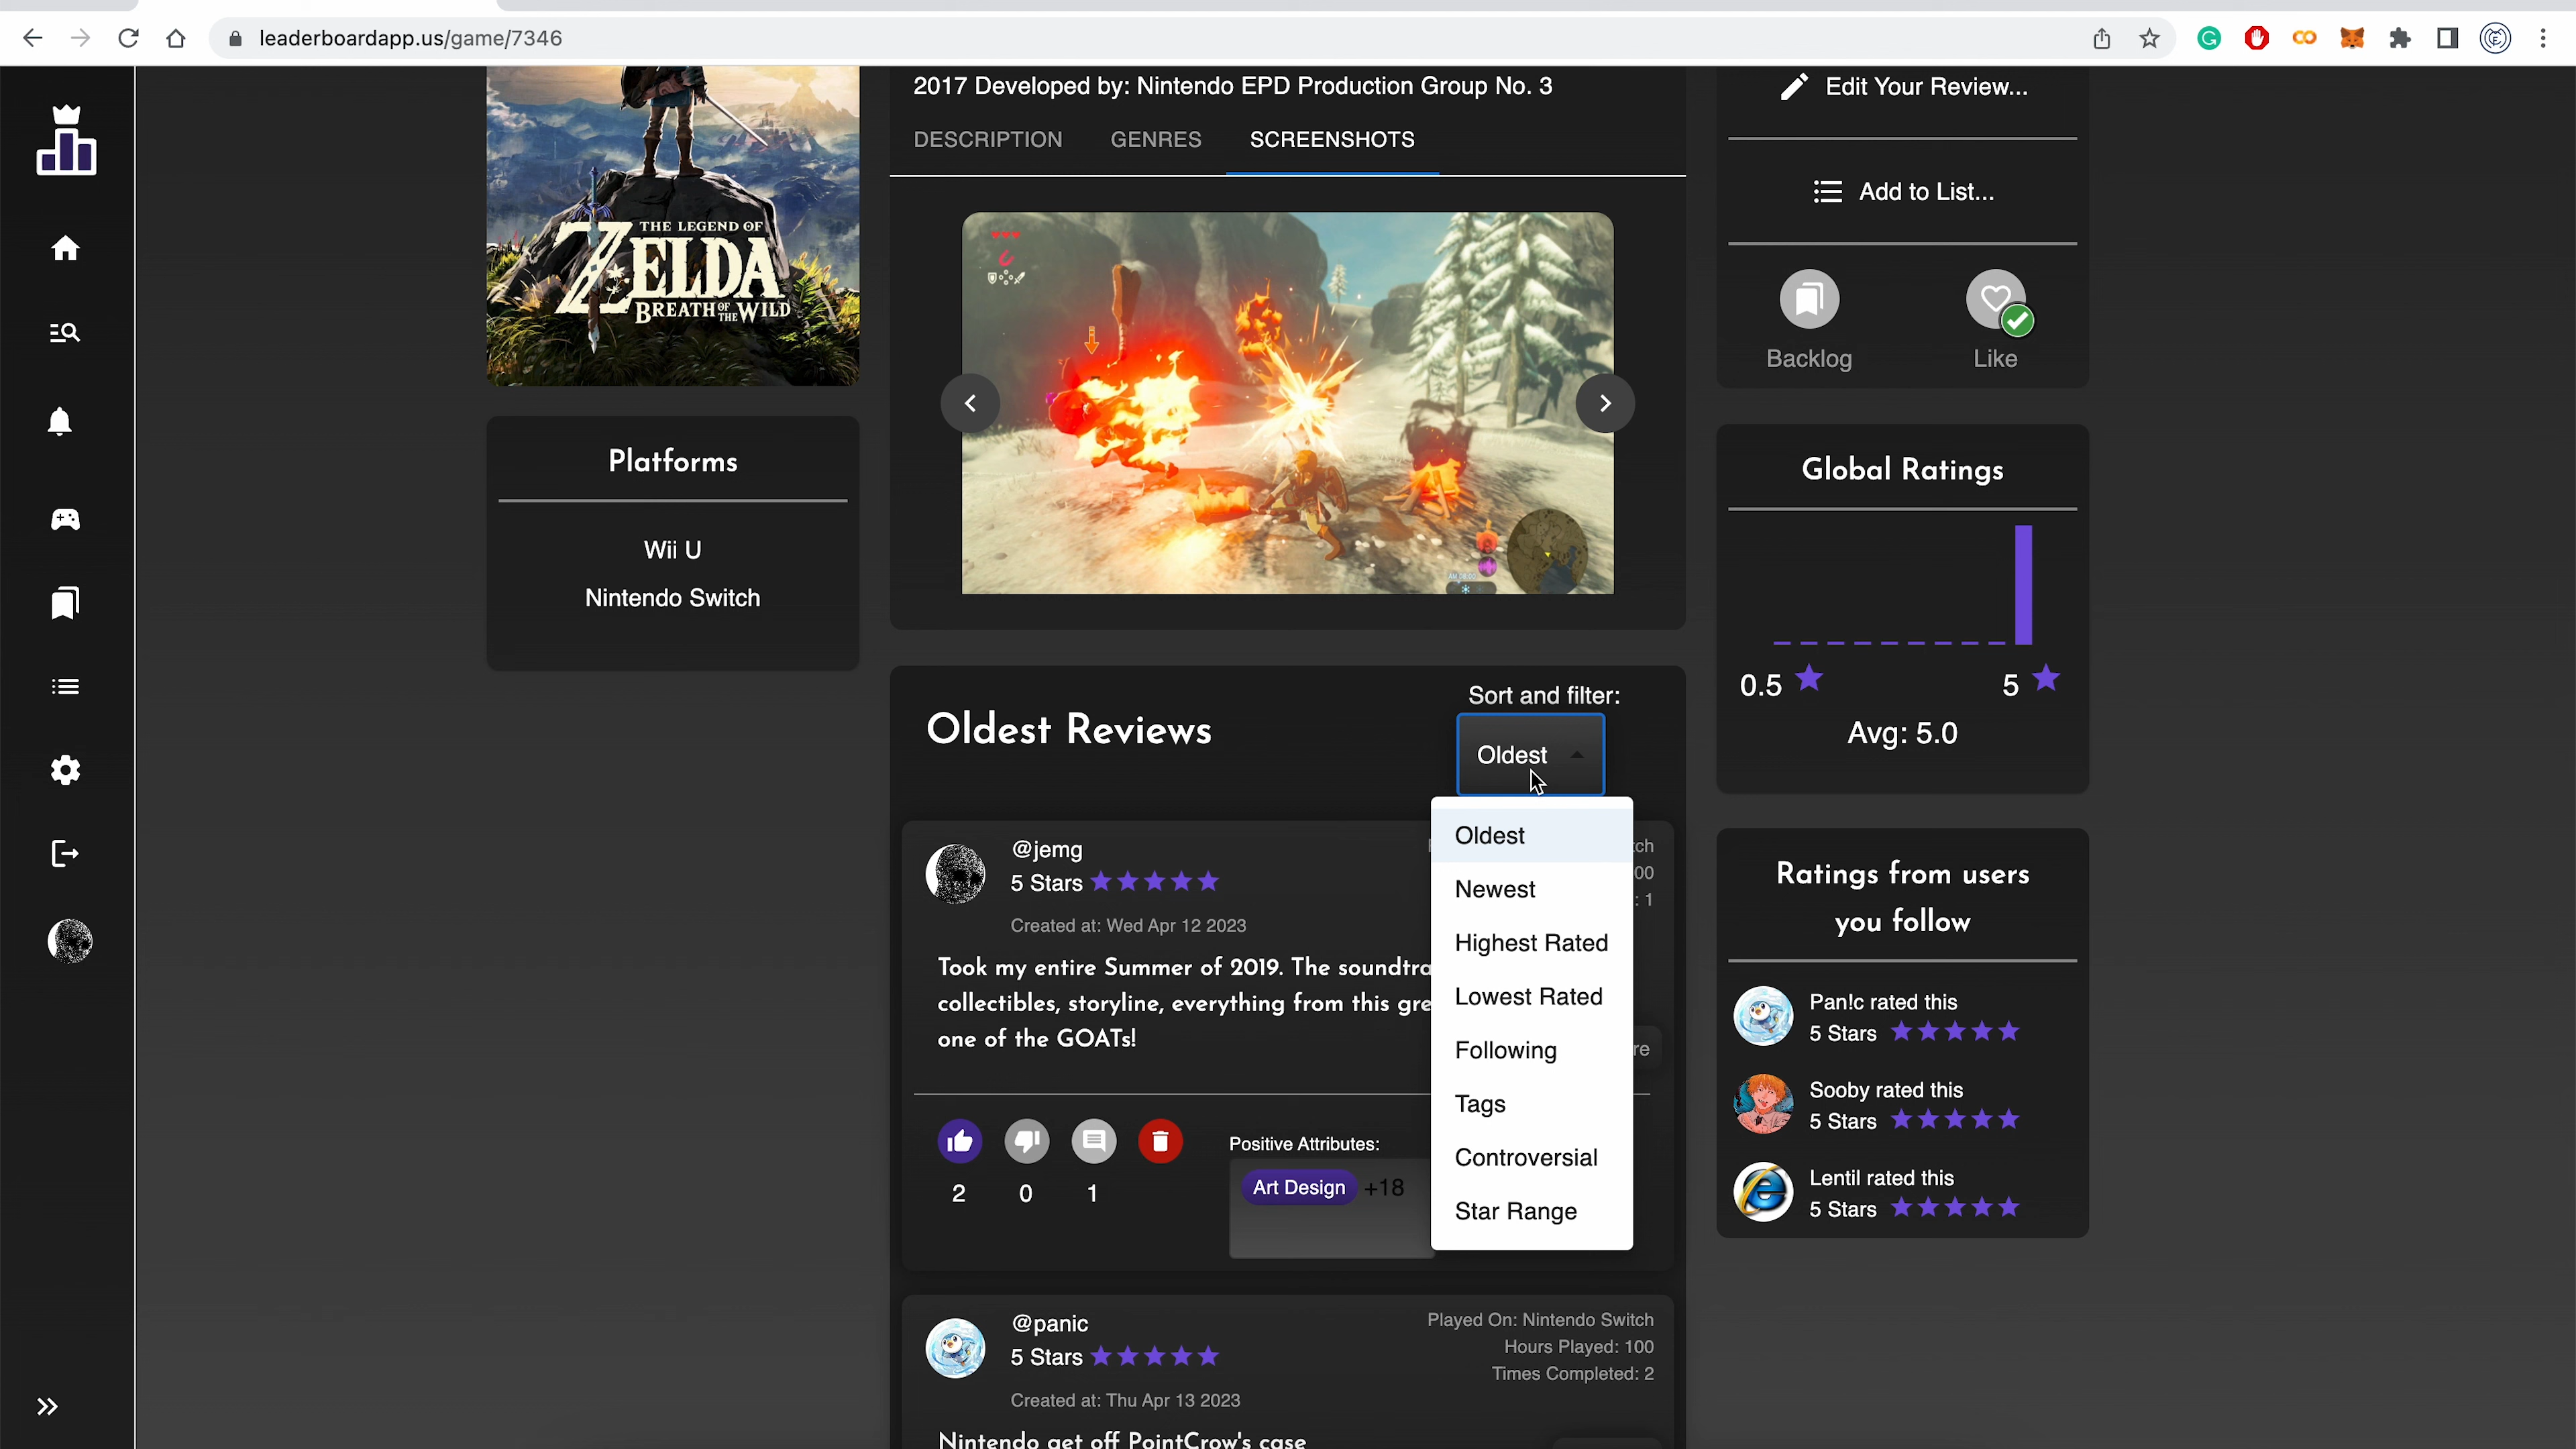 leaderboardapp.us/game/7346
THE LEGEND OF
ZELDA
BREATH OF THE WILD
Platforms
Wii U
Nintendo Switch
2017 Developed by: Nintendo EPD Production Group No. 3
DESCRIPTION GENRES SCREENSHOTS
Oldest Reviews
Sort and filter:
Oldest
Oldest
Newest
Highest Rated
Lowest Rated
Following
Tags
Controversial
Star Range
@jemg
5 Stars
Created at: Wed Apr 12 2023
Took my entire Summer of 2019. The soundtra
collectibles, storyline, everything from this gre
one of the GOATs!
tch
00
: 1
re
2 0 1
Positive Attributes:
Art Design +18
@panic
5 Stars
Created at: Thu Apr 13 2023
Played On: Nintendo Switch
Hours Played: 100
Times Completed: 2
Nintendo get off PointCrow's case
Edit Your Review...
Add to List...
Backlog Like
Global Ratings
0.5 5
Avg: 5.0
Ratings from users
you follow
Pan!c rated this
5 Stars
Sooby rated this
5 Stars
Lentil rated this
5 Stars